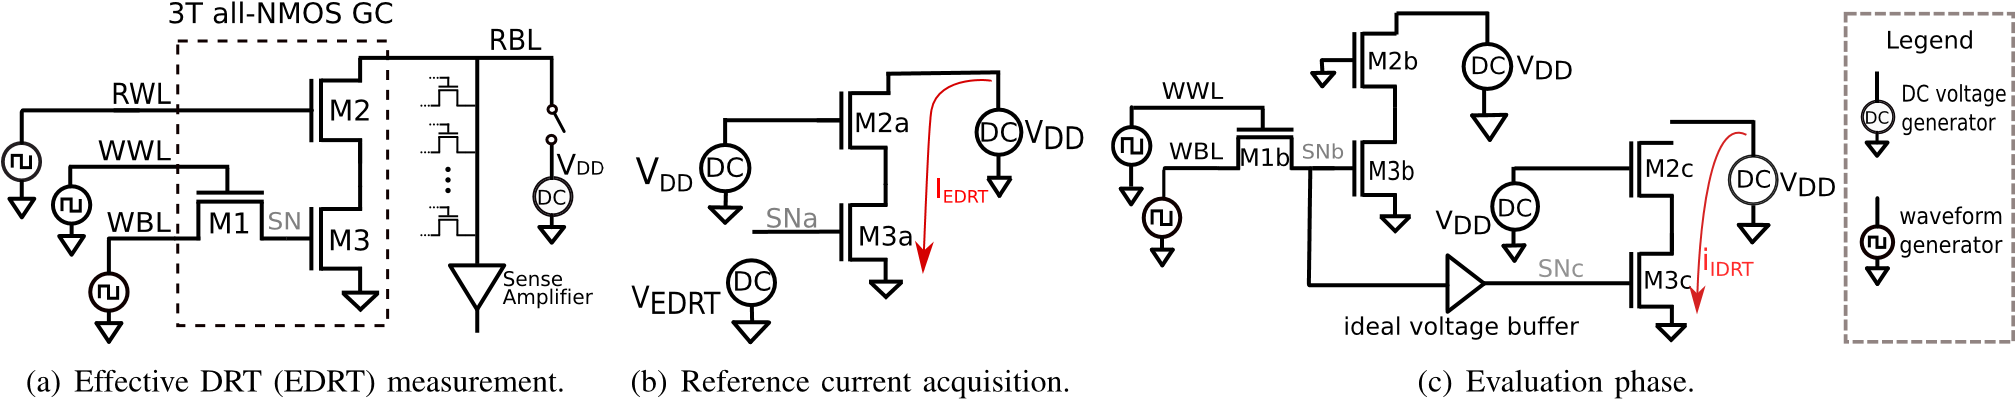 3T all-NMOS GC
RBL
RWL
M2
WWL
VDD
DC
WBL
M1
SN
M3
Sense
Amplifier
(a) Effective DRT (EDRT) measurement.
M2a
DC
VDD
VDD
DC
IEDRT
SNa
M3a
VEDRT
DC
(b) Reference current acquisition.
M2b
DC
VDD
WWL
WBL
M1b
SNb
M3b
M2c
DC
VDD
VDD
DC
iIDRT
SNc
M3c
ideal voltage buffer
(c) Evaluation phase.
Legend
DC
DC voltage
generator
waveform
generator